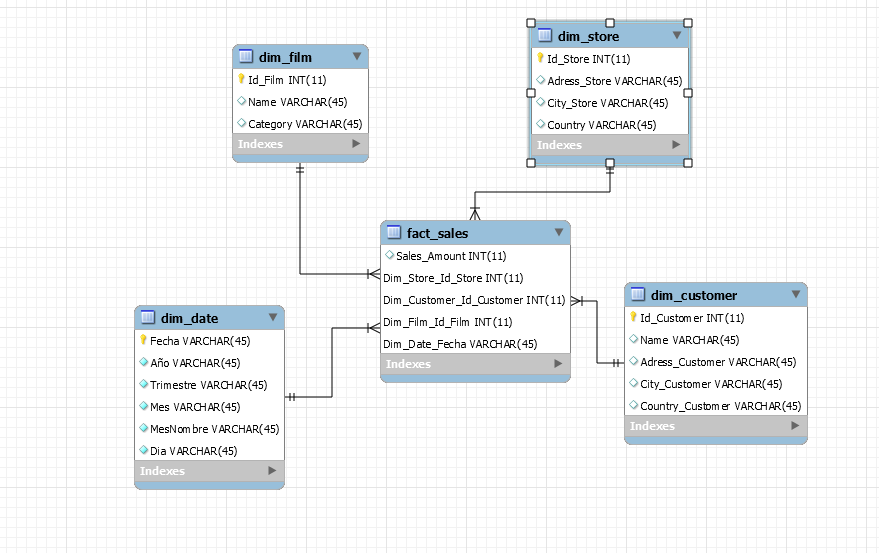 dim_film
Id_Film INT(11)
Name VARCHAR(45)
Category VARCHAR(45)
Indexes
dim_store
Id_Store INT(11)
Adress_Store VARCHAR(45)
City_Store VARCHAR(45)
Country VARCHAR(45)
Indexes
fact_sales
Sales_Amount INT(11)
Dim_Store_Id_Store INT(11)
Dim_Customer_Id_Customer INT(11)
Dim_Film_Id_Film INT(11)
Dim_Date_Fecha VARCHAR(45)
Indexes
dim_date
Fecha VARCHAR(45)
Año VARCHAR(45)
Trimestre VARCHAR(45)
Mes VARCHAR(45)
MesNombre VARCHAR(45)
Dia VARCHAR(45)
Indexes
dim_customer
Id_Customer INT(11)
Name VARCHAR(45)
Adress_Customer VARCHAR(45)
City_Customer VARCHAR(45)
Country_Customer VARCHAR(45)
Indexes